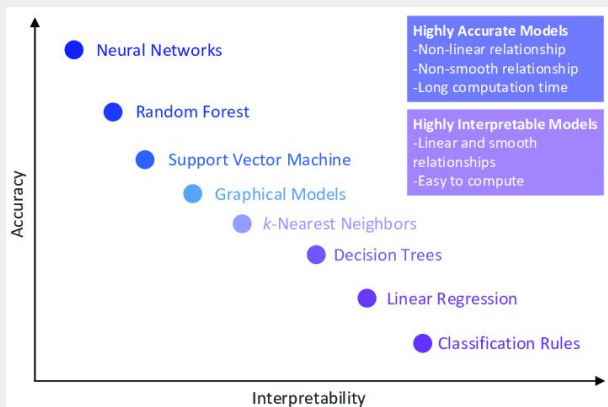 Highly Accurate Models
-Non-linear relationship
-Non-smooth relationship
-Long computation time
Highly Interpretable Models
-Linear and smooth
relationships
-Easy to compute
Neural Networks
Random Forest
Support Vector Machine
Graphical Models
k-Nearest Neighbors
Decision Trees
Linear Regression
Classification Rules
Accuracy
Interpretability